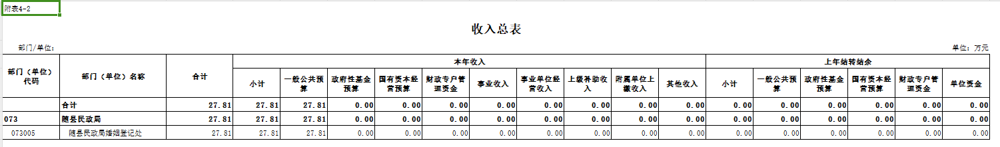 附表4-2
收入总表
部门/单位： 单位：万元
部门（单位）代码 部门（单位）名称 合计 本年收入 上年结转结余
小计 一般公共预算 政府性基金预算 国有资本经营预算 财政专户管理资金 事业收入 事业单位经营收入 上级补助收入 附属单位上缴收入 其他收入 小计 一般公共预算 政府性基金预算 国有资本经营预算 财政专户管理资金 单位资金
合计 27.81 27.81 27.81 0.00 0.00 0.00 0.00 0.00 0.00 0.00 0.00 0.00 0.00 0.00 0.00 0.00 0.00
073 随县民政局 27.81 27.81 27.81 0.00 0.00 0.00 0.00 0.00 0.00 0.00 0.00 0.00 0.00 0.00 0.00 0.00 0.00
073005 随县民政局婚姻登记处 27.81 27.81 27.81 0.00 0.00 0.00 0.00 0.00 0.00 0.00 0.00 0.00 0.00 0.00 0.00 0.00 0.00